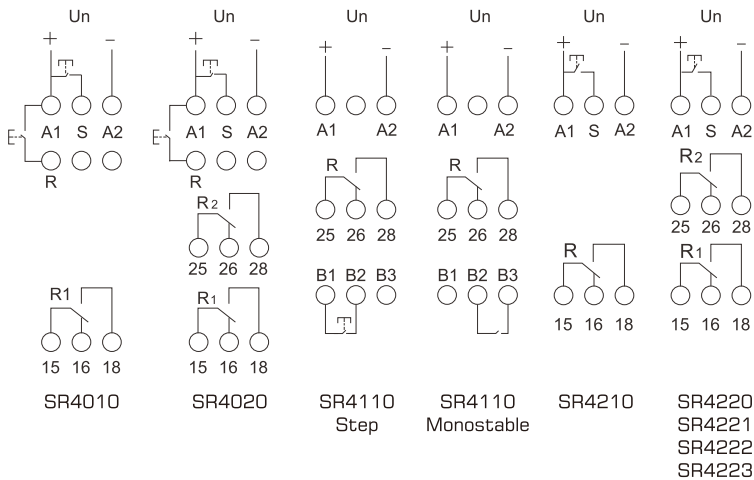 Un Un Un Un Un Un
+ – + – + – + – + – + –
A1 S A2 A1 S A2 A1 A2 A1 A2 A1 S A2 A1 S A2
R R R2
R R
R2
25 26 28 25 26 28 25 26 28
25 26 28 B1 B2 B3 B1 B2 B3 R R1
R1 R1
15 16 18 15 16 18
15 16 18 15 16 18
SR4010 SR4020 SR4110 SR4110 SR4210 SR4220
Step Monostable SR4221
SR4222
SR4223